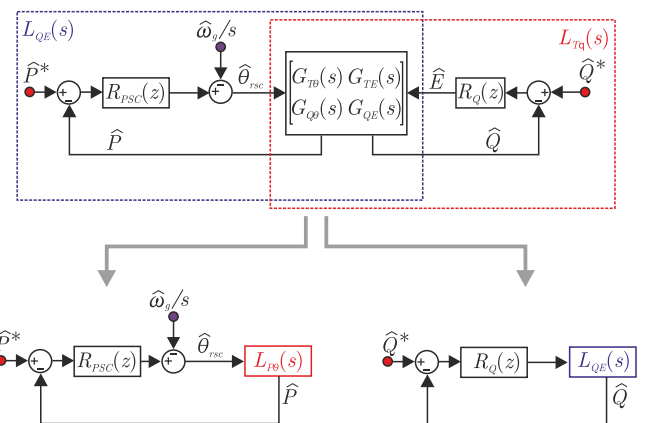 L_QE(s)
ω̂_g/s
L_Tq(s)
P̂*
+
-
R_PSC(z)
+
-
θ̂_rsc
G_Tθ(s) G_TE(s)
G_Qθ(s) G_QE(s)
Ê
R_Q(z)
+
-
Q̂*
P̂
Q̂
ω̂_g/s
P̂*
+
-
R_PSC(z)
+
-
θ̂_rsc
L_Pθ(s)
P̂
Q̂*
+
-
R_Q(z)
L_QE(s)
Q̂